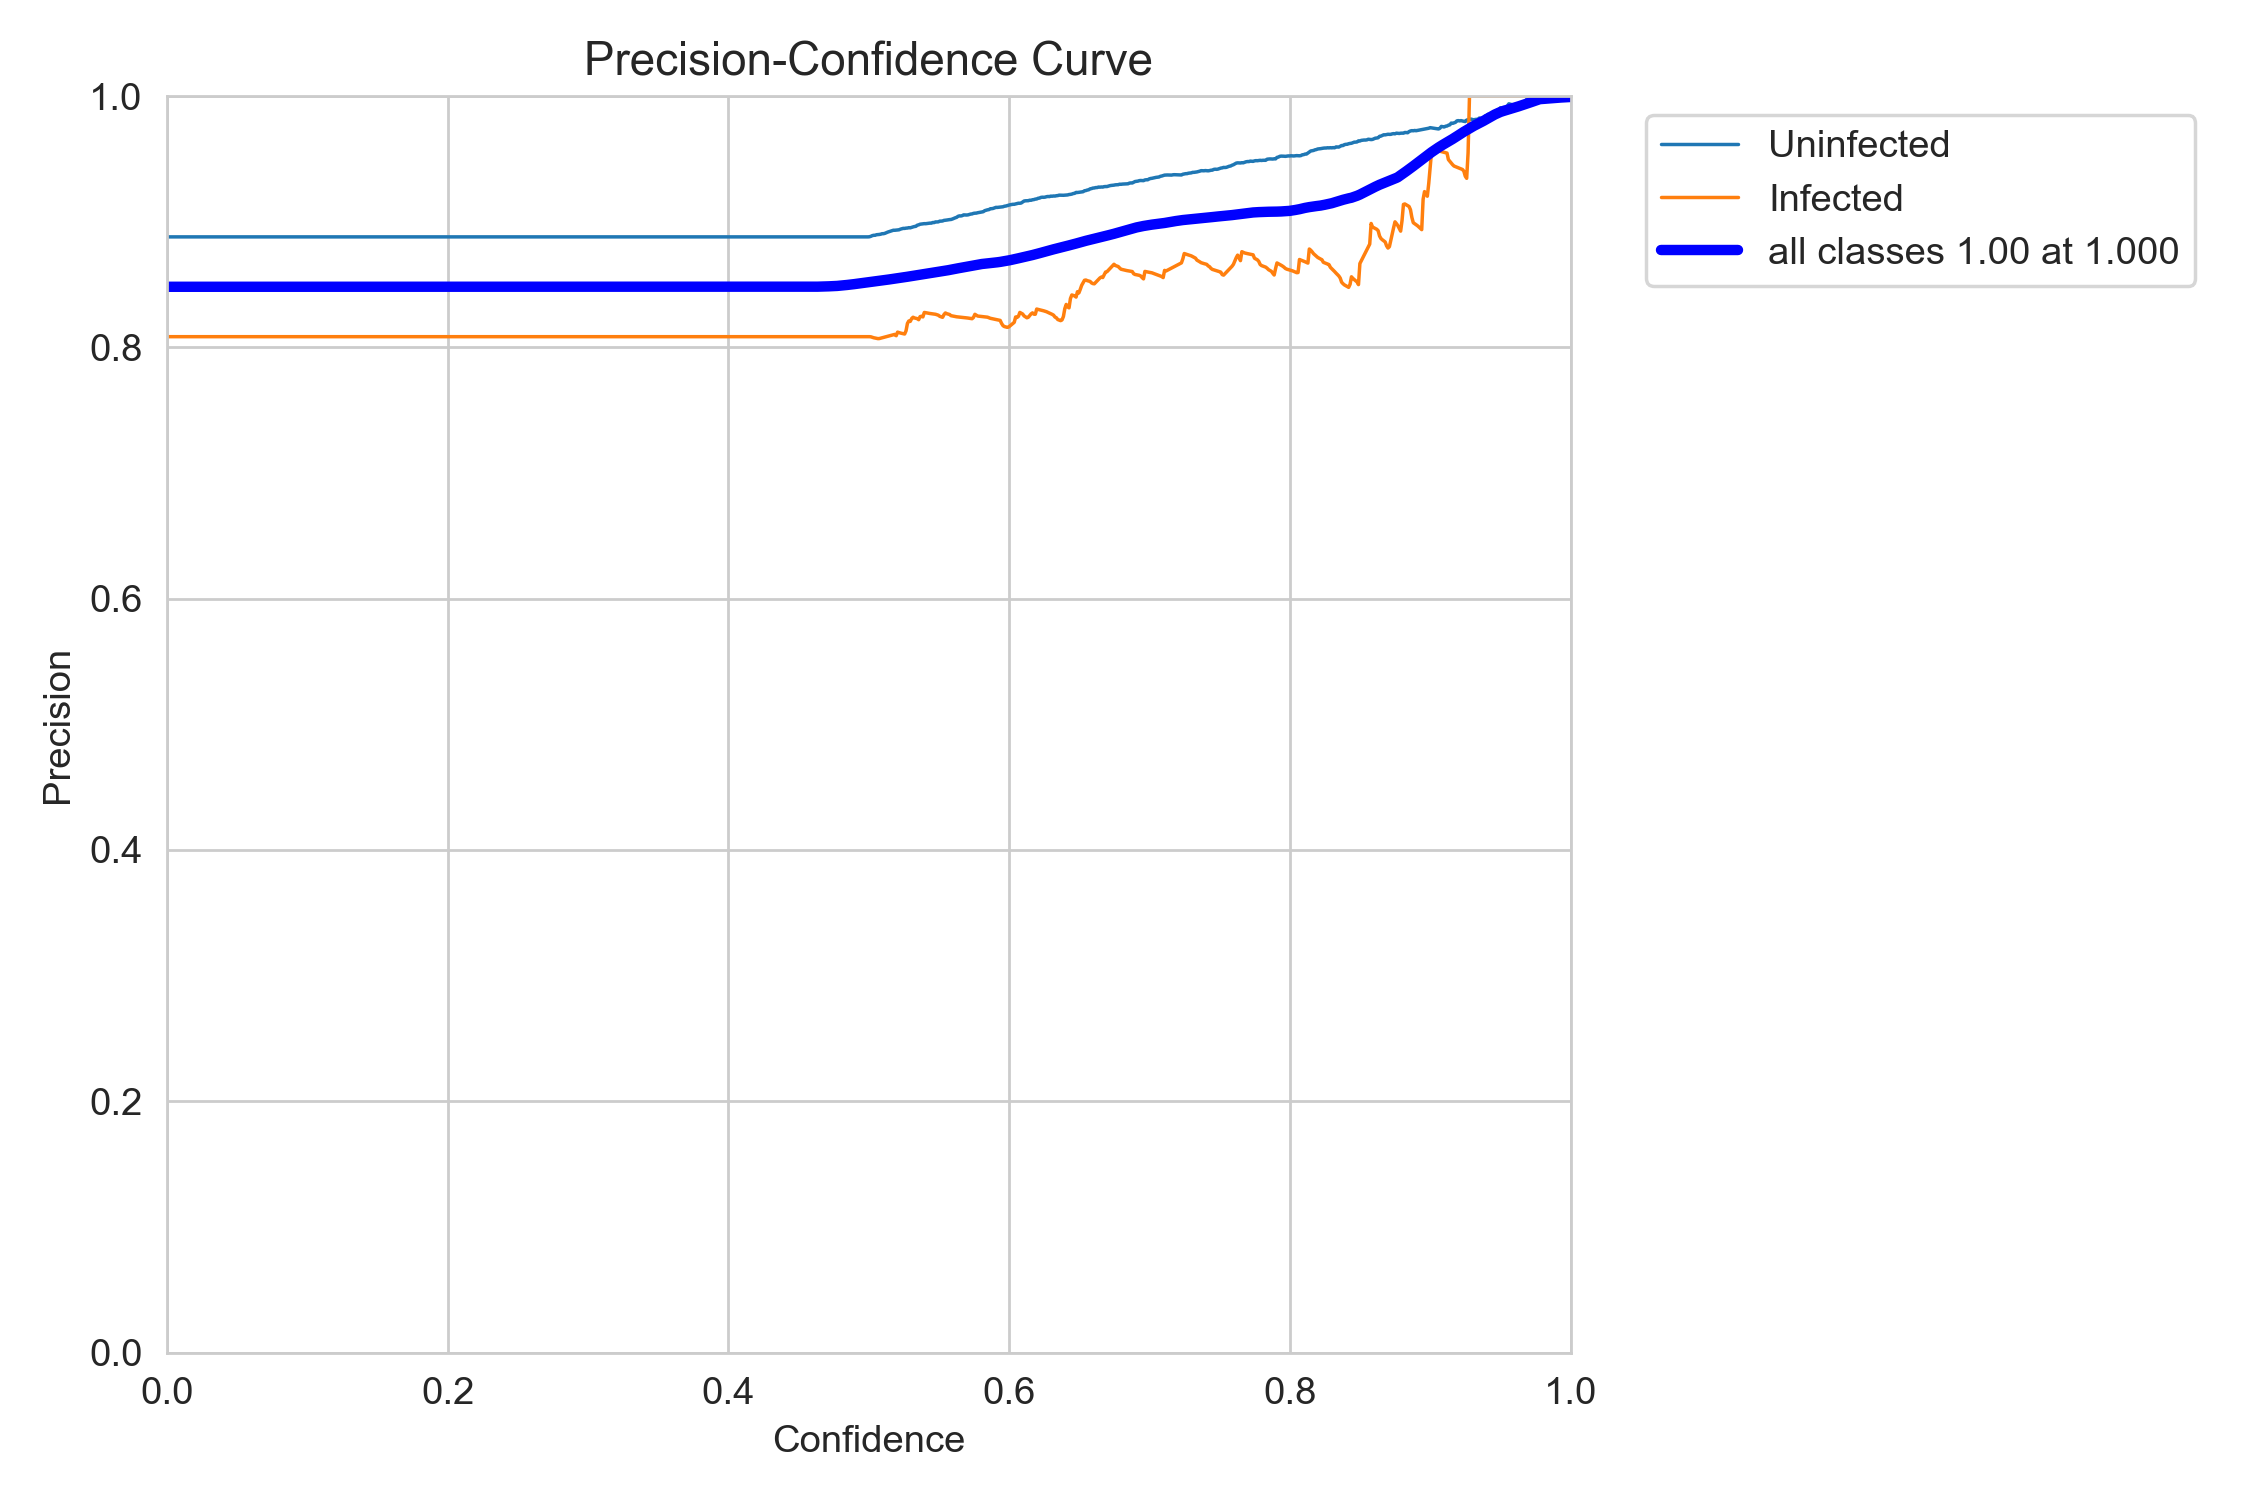 Precision-Confidence Curve
1.0
0.8
0.6
0.4
0.2
0.0
Precision
0.0 0.2 0.4 0.6 0.8 1.0
Confidence
Uninfected
Infected
all classes 1.00 at 1.000